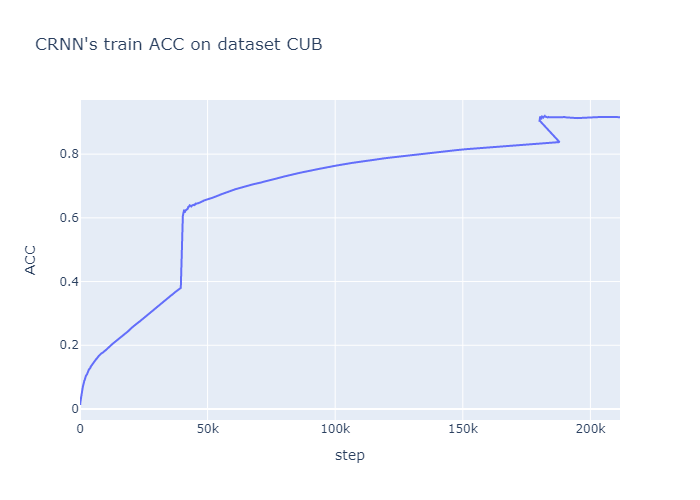 CRNN's train ACC on dataset CUB
ACC
0.8
0.6
0.4
0.2
0
0 50k 100k 150k 200k
step